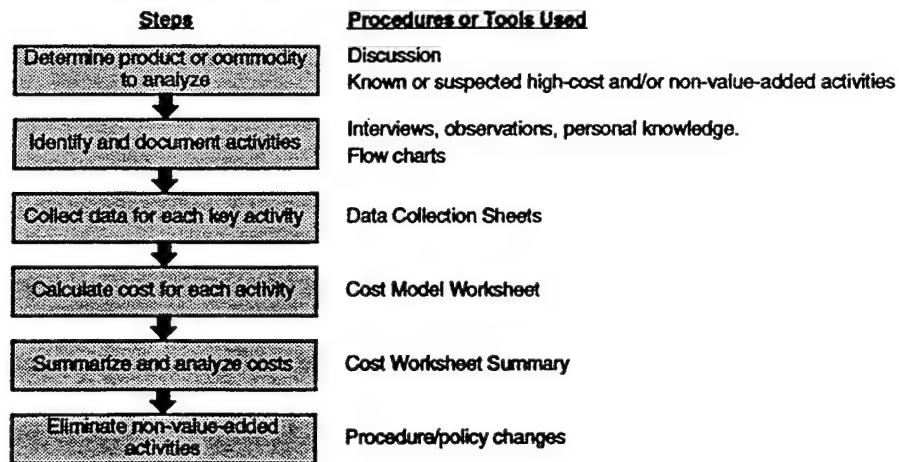 Steps
Procedures or Tools Used
Determine product or commodity
to analyze
Discussion
Known or suspected high-cost and/or non-value-added activities
Identify and document activities
Interviews, observations, personal knowledge.
Flow charts
Collect data for each key activity
Data Collection Sheets
Calculate cost for each activity
Cost Model Worksheet
Summarize and analyze costs
Cost Worksheet Summary
Eliminate non-value-added
activities
Procedure/policy changes